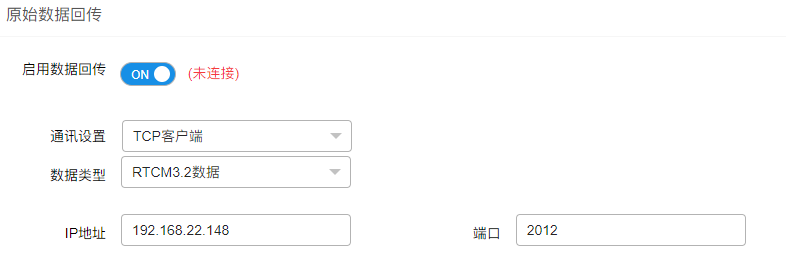 原始数据回传
启用数据回传 ON (未连接)
通讯设置 TCP客户端
数据类型 RTCM3.2数据
IP地址 192.168.22.148 端口 2012